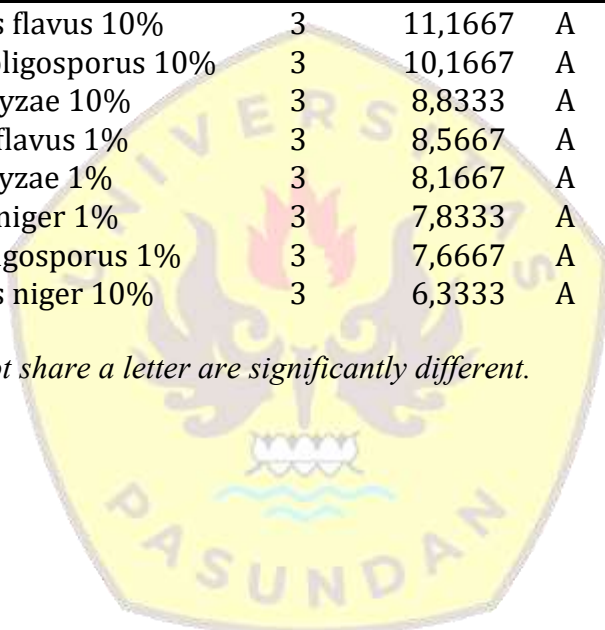 s flavus 10% 3 11,1667 A
oligosporus 10% 3 10,1667 A
yzae 10% 3 8,8333 A
flavus 1% 3 8,5667 A
yzae 1% 3 8,1667 A
niger 1% 3 7,8333 A
gosporus 1% 3 7,6667 A
s niger 10% 3 6,3333 A
ot share a letter are significantly different.
UNIVERSITAS
PASUNDAN